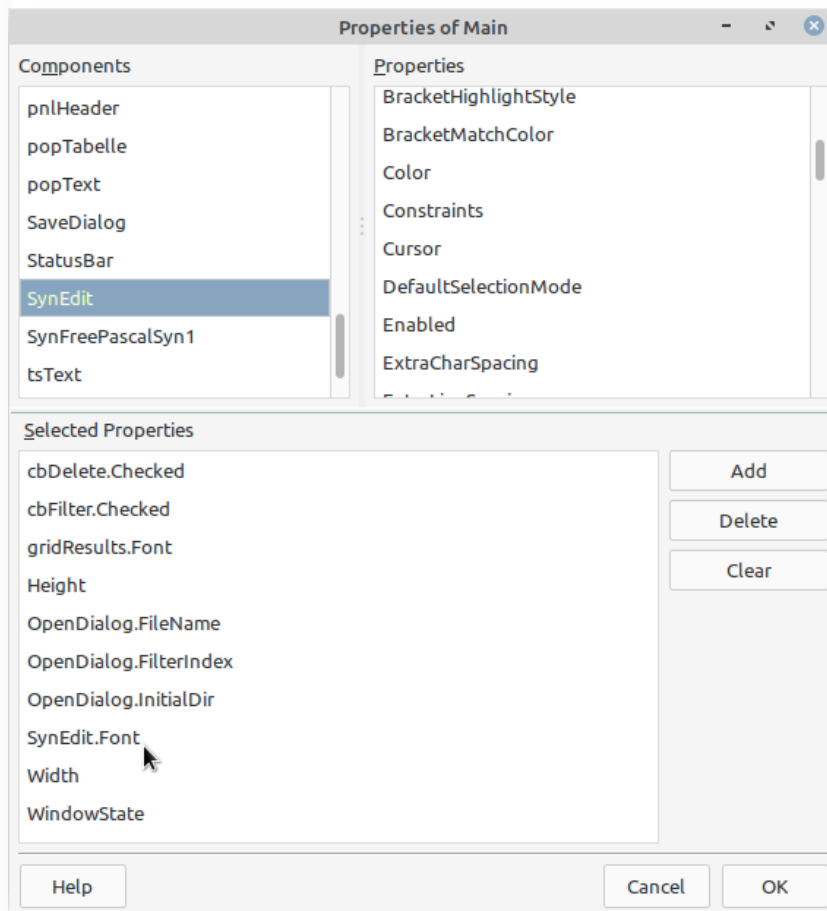 Properties of Main
Components
pnlHeader
popTabelle
popText
SaveDialog
StatusBar
SynEdit
SynFreePascalSyn1
tsText
Properties
BracketHighlightStyle
BracketMatchColor
Color
Constraints
Cursor
DefaultSelectionMode
Enabled
ExtraCharSpacing
Selected Properties
cbDelete.Checked
cbFilter.Checked
gridResults.Font
Height
OpenDialog.FileName
OpenDialog.FilterIndex
OpenDialog.InitialDir
SynEdit.Font
Width
WindowState
Add
Delete
Clear
Help
Cancel
OK